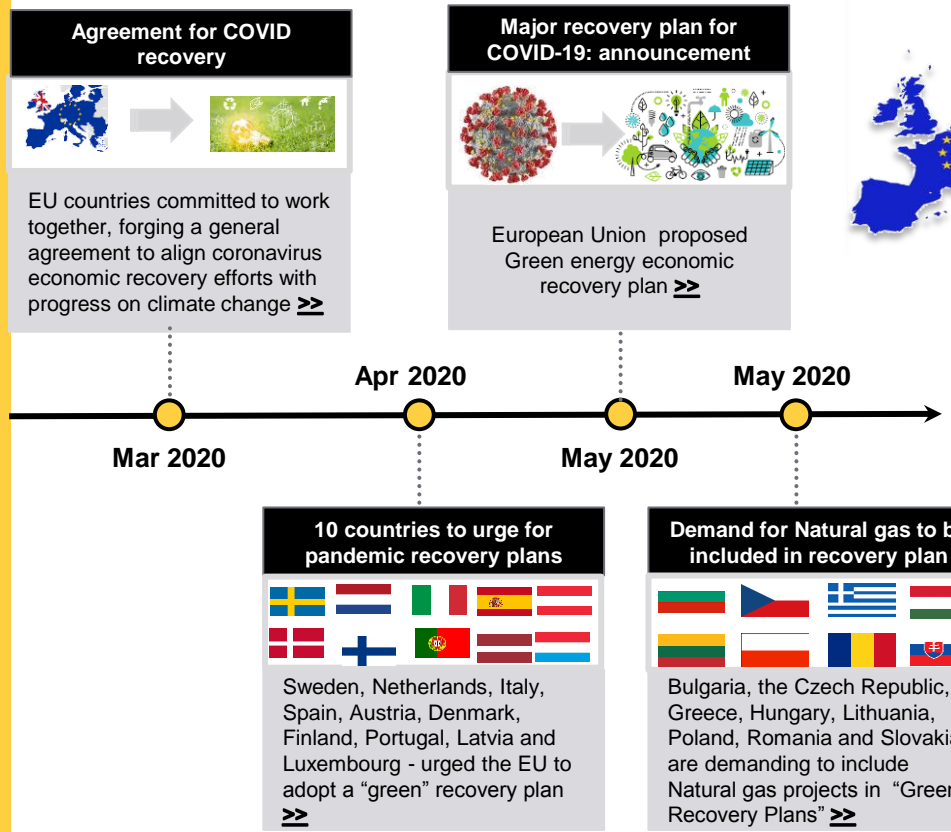 Agreement for COVID
recovery
EU countries committed to work
together, forging a general
agreement to align coronavirus
economic recovery efforts with
progress on climate change >>
Major recovery plan for
COVID-19: announcement
European Union proposed
Green energy economic
recovery plan >>
Apr 2020
May 2020
Mar 2020
May 2020
10 countries to urge for
pandemic recovery plans
Sweden, Netherlands, Italy,
Spain, Austria, Denmark,
Finland, Portugal, Latvia and
Luxembourg - urged the EU to
adopt a “green” recovery plan
>>
Demand for Natural gas to
included in recovery plan
Bulgaria, the Czech Republic,
Greece, Hungary, Lithuania,
Poland, Romania and Slovakia
are demanding to include
Natural gas projects in “Green
Recovery Plans” >>